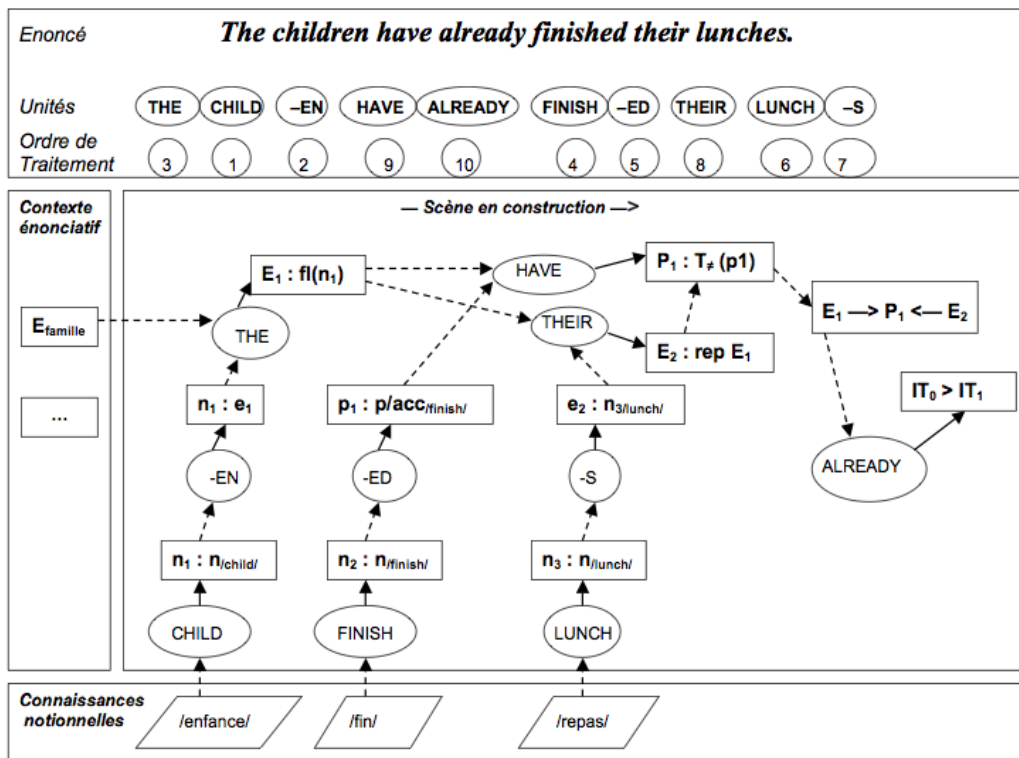 Enoncé The children have already finished their lunches.
Unités THE CHILD –EN HAVE ALREADY FINISH –ED THEIR LUNCH –S
Ordre de
Traitement 3 1 2 9 10 4 5 8 6 7
Contexte
énonciatif
— Scène en construction —>
E₁ : fl(n₁)
HAVE
P₁ : T≠ (p1)
E famille
THE
THEIR
E₁ —> P₁ <— E₂
E₂ : rep E₁
...
n₁ : e₁
p₁ : p/acc/finish/
e₂ : n₃/lunch/
IT₀ > IT₁
-EN
-ED
-S
ALREADY
n₁ : n/child/
n₂ : n/finish/
n₃ : n/lunch/
CHILD
FINISH
LUNCH
Connaissances
notionnelles
/enfance/
/fin/
/repas/